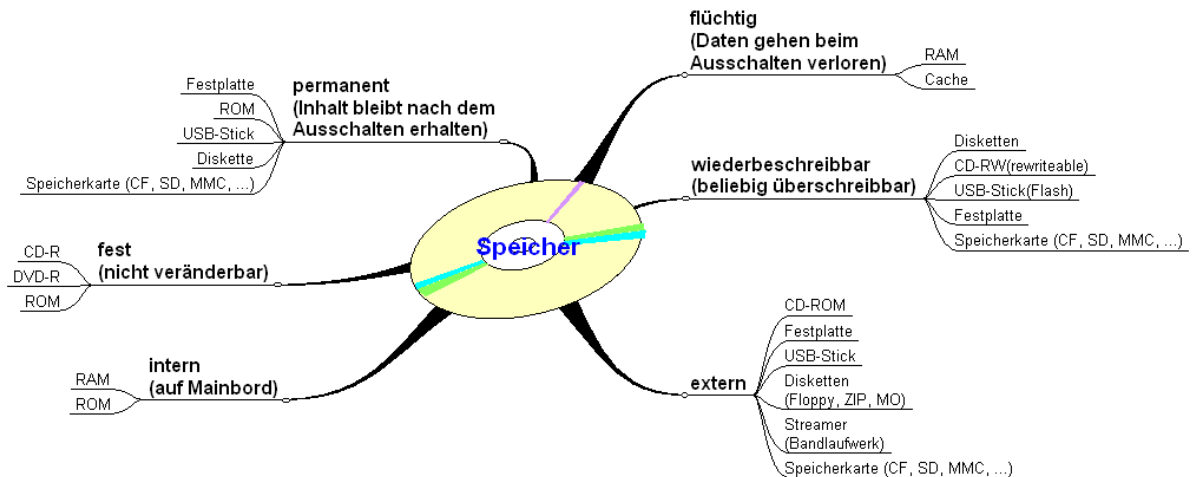 Speicher
flüchtig
(Daten gehen beim
Ausschalten verloren)
RAM
Cache
wiederbeschreibbar
(beliebig überschreibbar)
Disketten
CD-RW(rewriteable)
USB-Stick(Flash)
Festplatte
Speicherkarte (CF, SD, MMC, ...)
extern
CD-ROM
Festplatte
USB-Stick
Disketten
(Floppy, ZIP, MO)
Streamer
(Bandlaufwerk)
Speicherkarte (CF, SD, MMC, ...)
permanent
(Inhalt bleibt nach dem
Ausschalten erhalten)
Festplatte
ROM
USB-Stick
Diskette
Speicherkarte (CF, SD, MMC, ...)
fest
(nicht veränderbar)
CD-R
DVD-R
ROM
intern
(auf Mainbord)
RAM
ROM